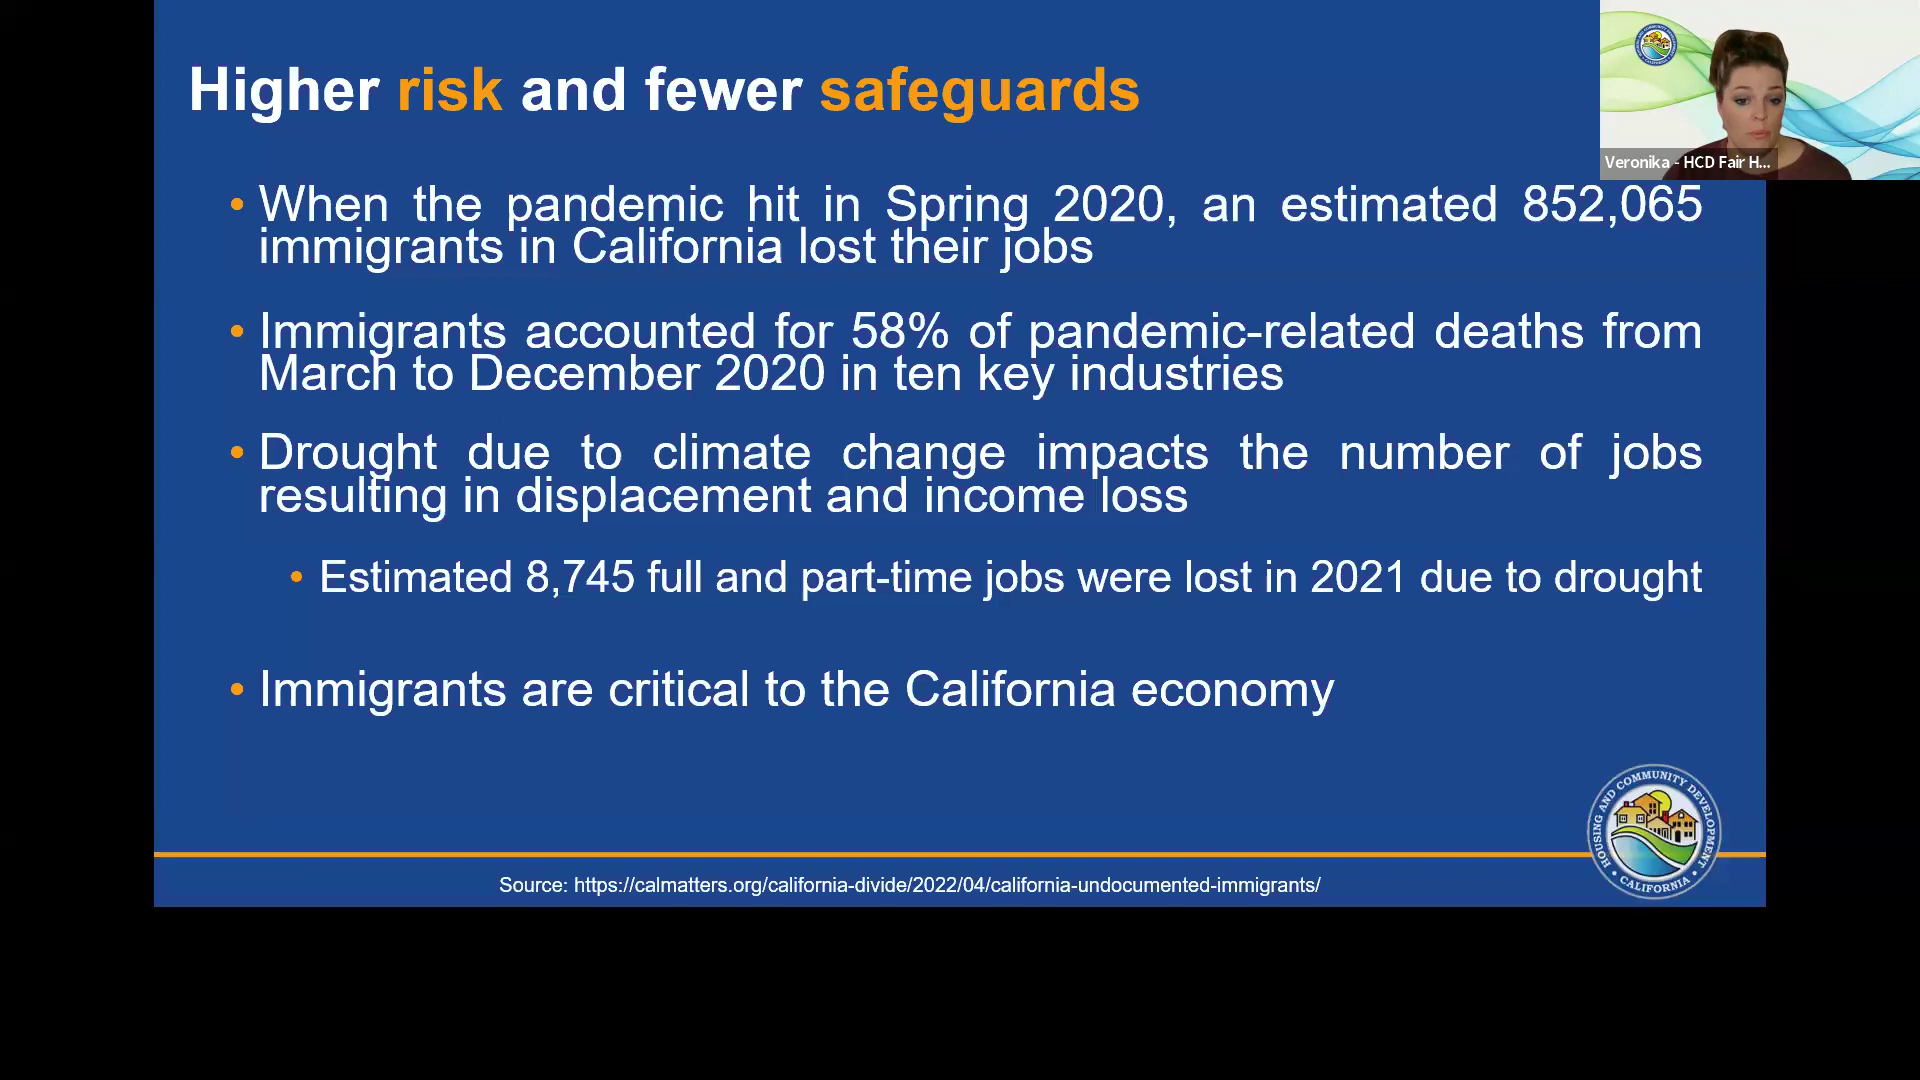 Higher risk and fewer safeguards
Veronika - HCD Fair H...
• When the pandemic hit in Spring 2020, an estimated 852,065
immigrants in California lost their jobs
• Immigrants accounted for 58% of pandemic-related deaths from
March to December 2020 in ten key industries
• Drought due to climate change impacts the number of jobs
resulting in displacement and income loss
• Estimated 8,745 full and part-time jobs were lost in 2021 due to drought
• Immigrants are critical to the California economy
HOUSING AND COMMUNITY DEVELOPMENT
• CALIFORNIA •
Source: https://calmatters.org/california-divide/2022/04/california-undocumented-immigrants/